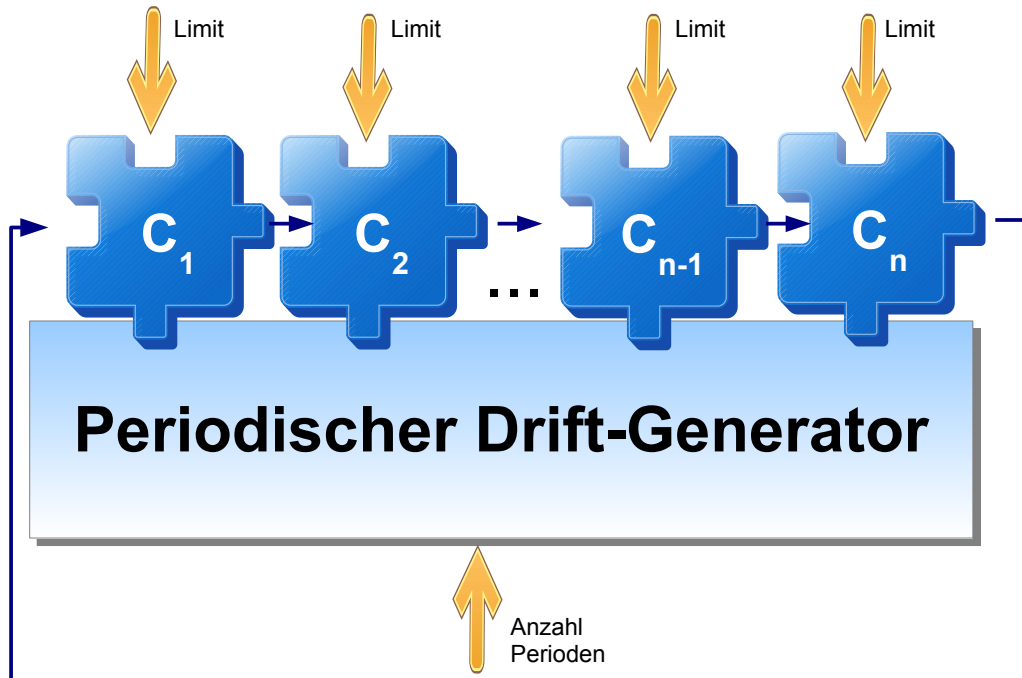 Limit
Limit
Limit
Limit
C1
C2
Cn-1
Cn
...
Periodischer Drift-Generator
Anzahl
Perioden